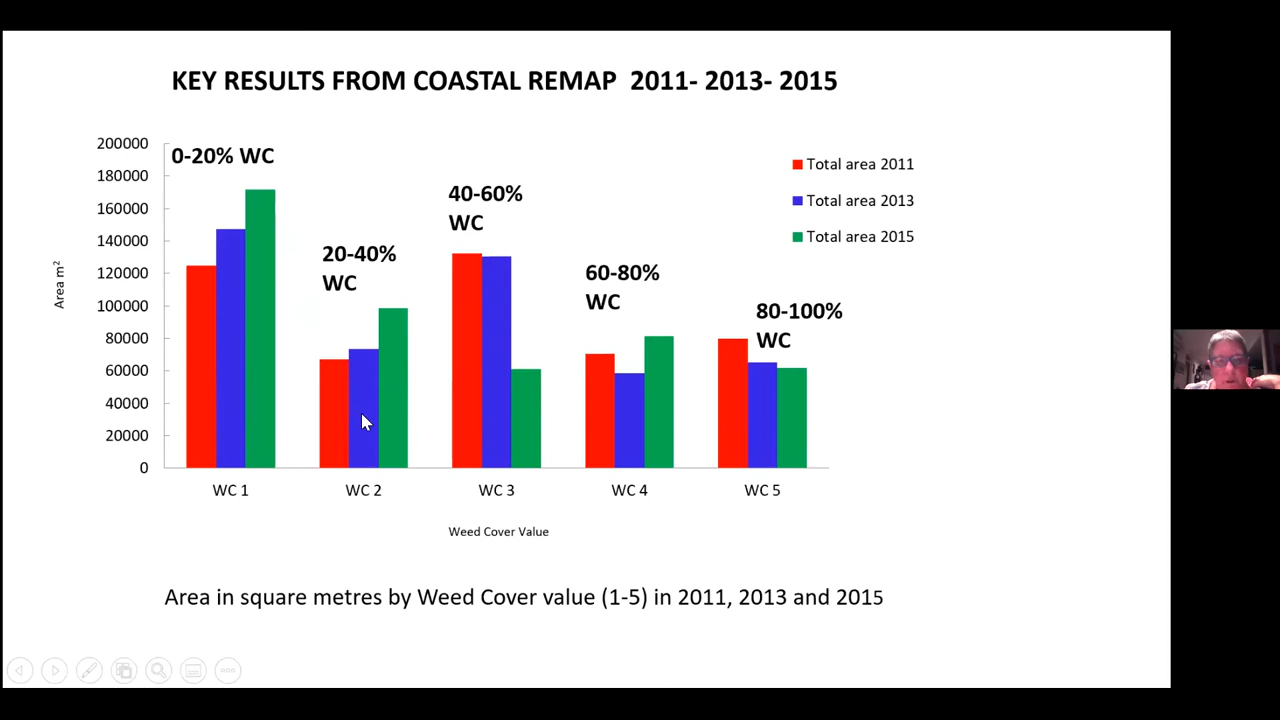 KEY RESULTS FROM COASTAL REMAP 2011- 2013- 2015
200000
180000
160000
140000
120000
100000
80000
60000
40000
20000
0
Area m²
0-20% WC
20-40%
WC
40-60%
WC
60-80%
WC
80-100%
WC
Total area 2011
Total area 2013
Total area 2015
WC 1
WC 2
WC 3
WC 4
WC 5
Weed Cover Value
Area in square metres by Weed Cover value (1-5) in 2011, 2013 and 2015